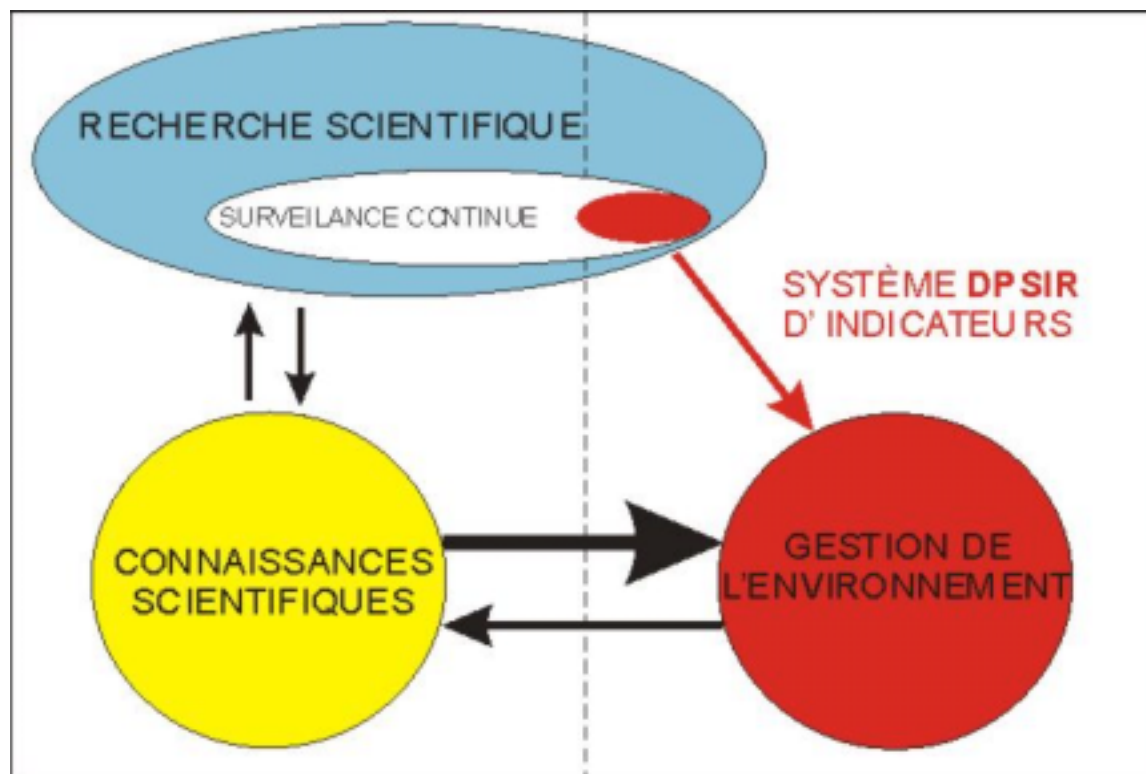 RECHERCHE SCIENTIFIQUE
SURVEILANCE CONTINUE
SYSTÈME DPSIR
D' INDICATEURS
CONNAISSANCES
SCIENTIFIQUES
GESTION DE
L'ENVIRONNEMENT